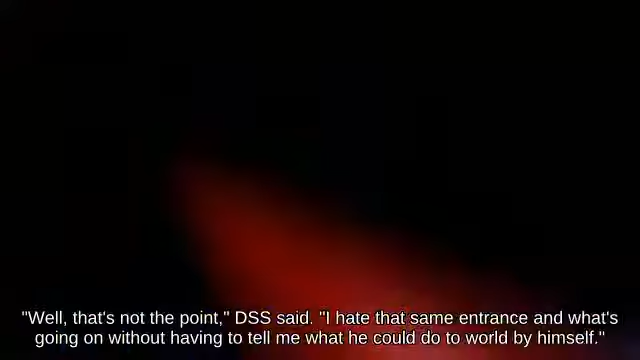 "Well, that's not the point," DSS said. "I hate that same entrance and what's
going on without having to tell me what he could do to world by himself."